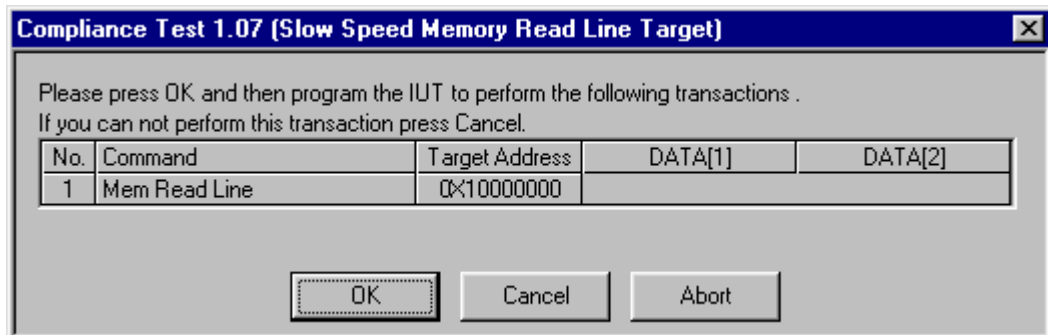 Compliance Test 1.07 (Slow Speed Memory Read Line Target)
Please press OK and then program the IUT to perform the following transactions .
If you can not perform this transaction press Cancel.
No. Command Target Address DATA[1] DATA[2]
1 Mem Read Line 0X10000000
OK Cancel Abort